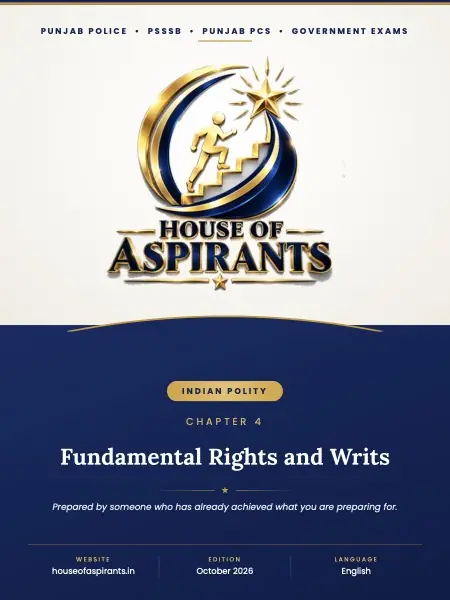 PUNJAB POLICE • PSSSB • PUNJAB PCS • GOVERNMENT EXAMS
HOUSE OF
ASPIRANTS
INDIAN POLITY
CHAPTER 4
Fundamental Rights and Writs
Prepared by someone who has already achieved what you are preparing for.
WEBSITE
houseofaspirants.in
EDITION
October 2026
LANGUAGE
English